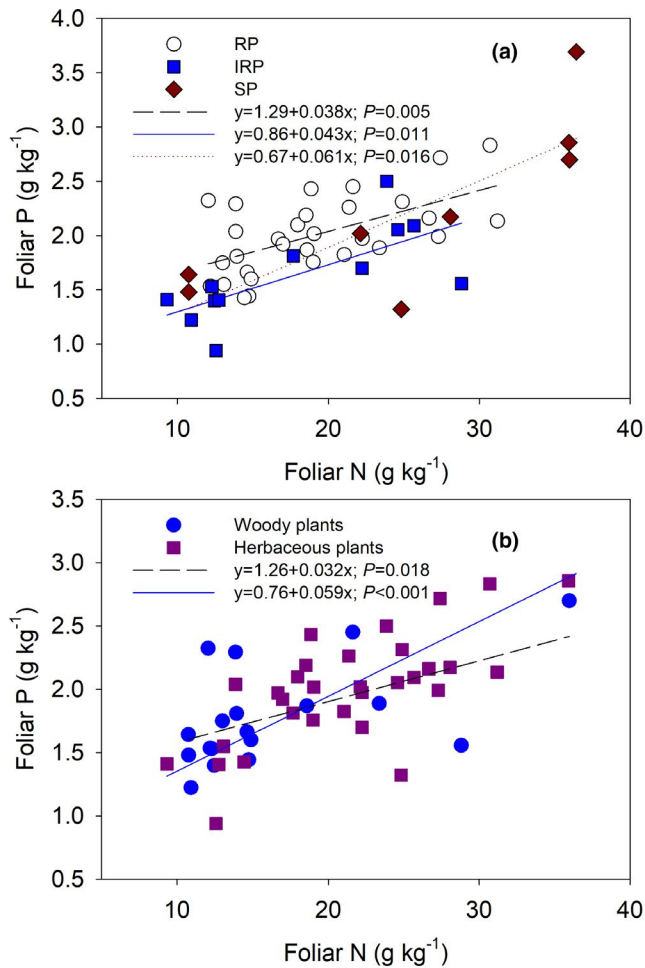 4.0
3.5
3.0
2.5
2.0
1.5
1.0
0.5
Foliar P (g kg-1)
(a)
RP
IRP
SP
y=1.29+0.038x; P=0.005
y=0.86+0.043x; P=0.011
y=0.67+0.061x; P=0.016
10 20 30 40
Foliar N (g kg-1)
3.5
3.0
2.5
2.0
1.5
1.0
0.5
Foliar P (g kg-1)
(b)
Woody plants
Herbaceous plants
y=1.26+0.032x; P=0.018
y=0.76+0.059x; P<0.001
10 20 30 40
Foliar N (g kg-1)